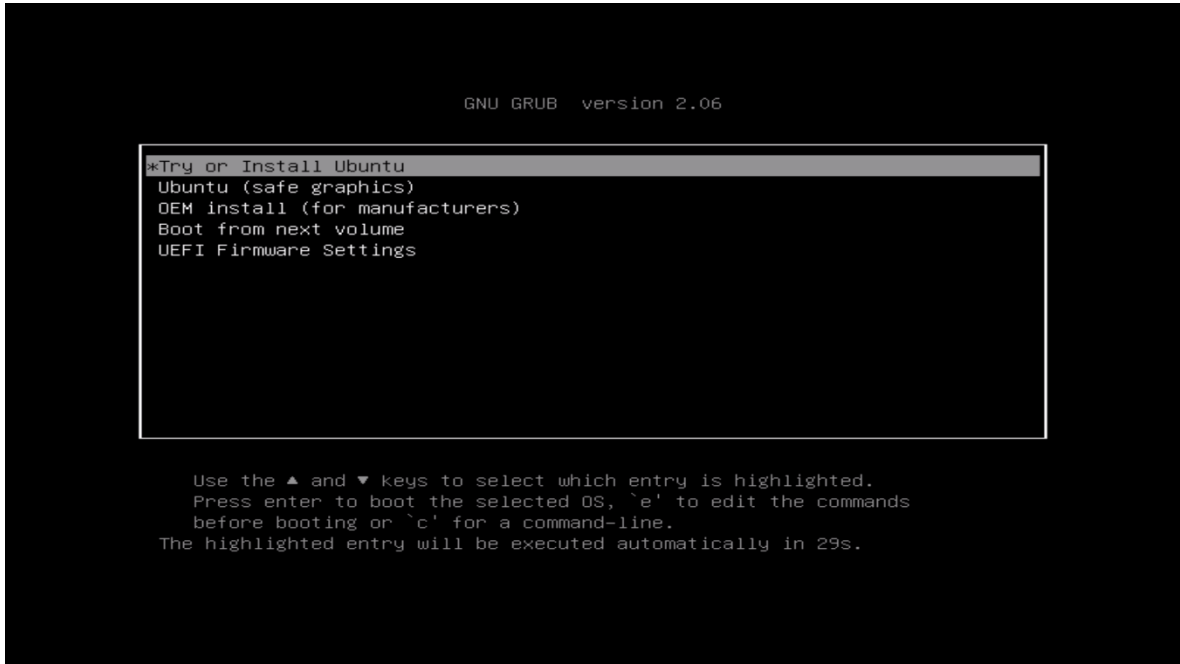 GNU GRUB  version 2.06
*Try or Install Ubuntu
Ubuntu (safe graphics)
OEM install (for manufacturers)
Boot from next volume
UEFI Firmware Settings
Use the ▲ and ▼ keys to select which entry is highlighted.
Press enter to boot the selected OS, `e' to edit the commands
before booting or `c' for a command-line.
The highlighted entry will be executed automatically in 29s.